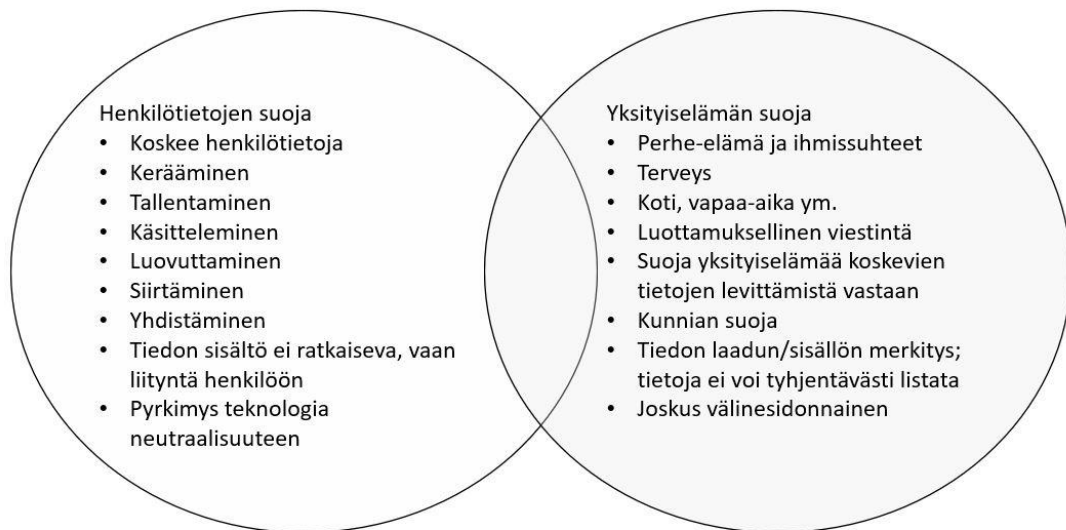 Henkilötietojen suoja
• Koskee henkilötietoja
• Kerääminen
• Tallentaminen
• Käsitteleminen
• Luovuttaminen
• Siirtäminen
• Yhdistäminen
• Tiedon sisältö ei ratkaiseva, vaan
liityntä henkilöön
• Pyrkimys teknologia
neutraalisuuteen
Yksityiselämän suoja
• Perhe-elämä ja ihmissuhteet
• Terveys
• Koti, vapaa-aika ym.
• Luottamuksellinen viestintä
• Suoja yksityiselämää koskevien
tietojen levittämistä vastaan
• Kunnian suoja
• Tiedon laadun/sisällön merkitys;
tietoja ei voi tyhjentävästi listata
• Joskus välinesidonnainen